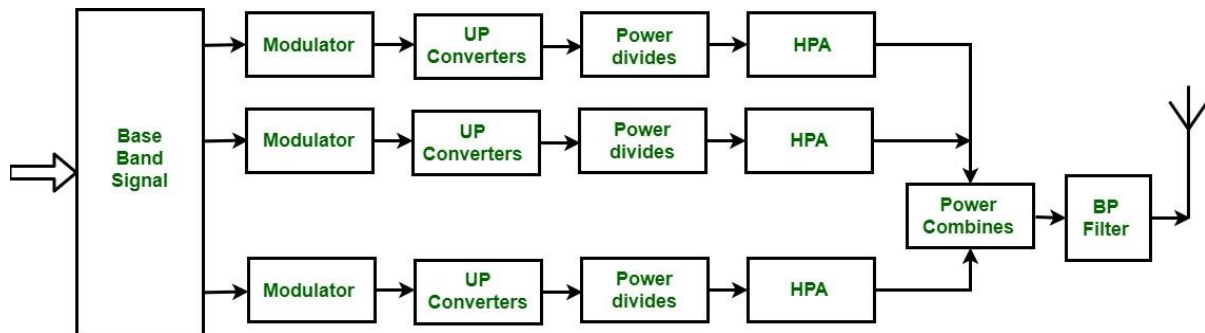 Base
Band
Signal
Modulator
UP
Converters
Power
divides
HPA
Modulator
UP
Converters
Power
divides
HPA
Modulator
UP
Converters
Power
divides
HPA
Power
Combines
BP
Filter